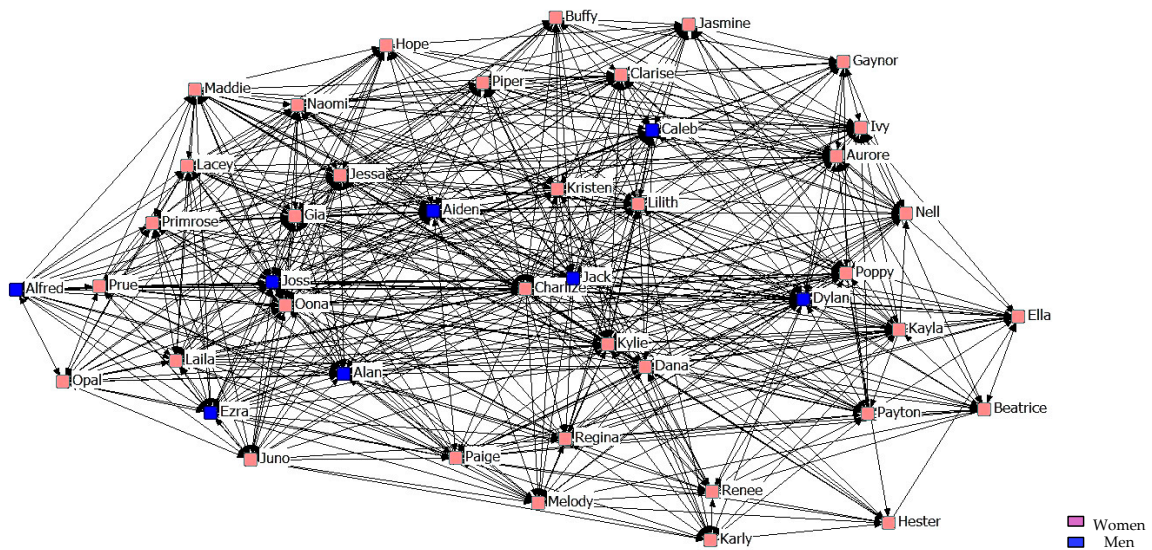 Buffy
Jasmine
Hope
Gaynor
Piper
Clarise
Maddie
Naomi
Caleb
Ivy
Aurore
Lacey
Jessa
Kristen
Lilith
Primrose
Gia
Aiden
Nell
Alfred
Prue
Joss
Jack
Charlize
Poppy
Oona
Dylan
Ella
Kayla
Kylie
Laila
Alan
Dana
Opal
Ezra
Payton
Beatrice
Regina
Juno
Paige
Melody
Renee
Hester
Karly
Women
Men